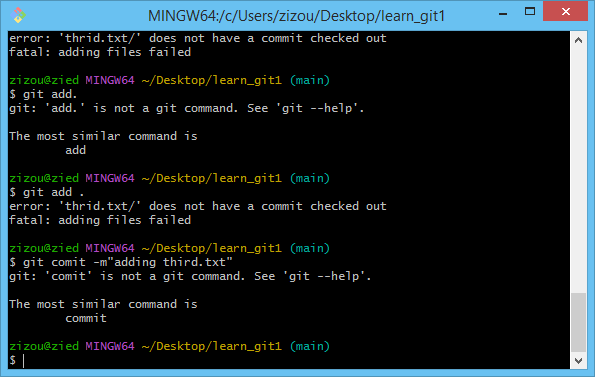 MINGW64:/c/Users/zizou/Desktop/learn_git1
error: 'thrid.txt/' does not have a commit checked out
fatal: adding files failed
zizou@zied MINGW64 ~/Desktop/learn_git1 (main)
$ git add.
git: 'add.' is not a git command. See 'git --help'.
The most similar command is
add
zizou@zied MINGW64 ~/Desktop/learn_git1 (main)
$ git add .
error: 'thrid.txt/' does not have a commit checked out
fatal: adding files failed
zizou@zied MINGW64 ~/Desktop/learn_git1 (main)
$ git comit -m"adding third.txt"
git: 'comit' is not a git command. See 'git --help'.
The most similar command is
commit
zizou@zied MINGW64 ~/Desktop/learn_git1 (main)
$